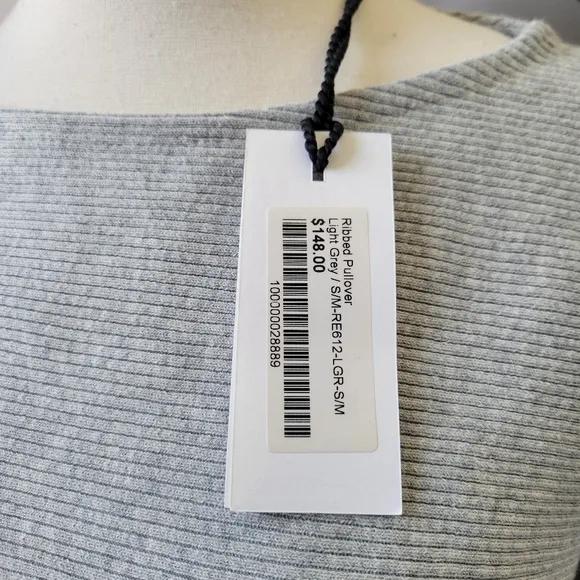 Ribbed Pullover
Light Grey / S/M-RE612-LGR-S/M
$148.00
100000028889